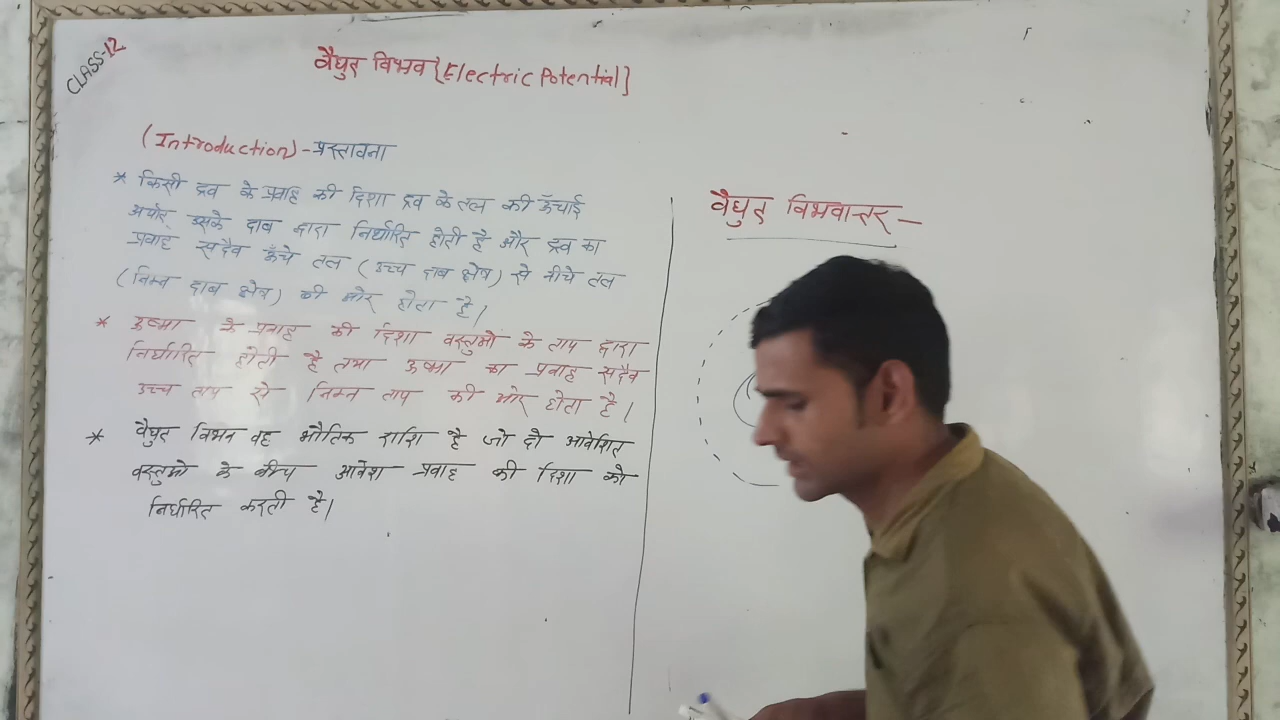 CLASS-12
वैद्युत विभव {Electric Potential}
(Introduction) - प्रस्तावना
* किसी द्रव के प्रवाह की दिशा द्रव के तल की ऊँचाई
अर्थात् उसके दाब द्वारा निर्धारित होती है और द्रव का
प्रवाह सदैव ऊँचे तल (उच्च दाब क्षेत्र) से नीचे तल
(निम्न दाब क्षेत्र) की ओर होता है।
* ऊष्मा के प्रवाह की दिशा वस्तुओं के ताप द्वारा
निर्धारित होती है तथा ऊष्मा का प्रवाह सदैव
उच्च ताप से निम्न ताप की ओर होता है।
* वैद्युत विभव वह भौतिक राशि है जो दो आवेशित
वस्तुओं के बीच आवेश प्रवाह की दिशा को
निर्धारित करती है।
वैद्युत विभवान्तर -